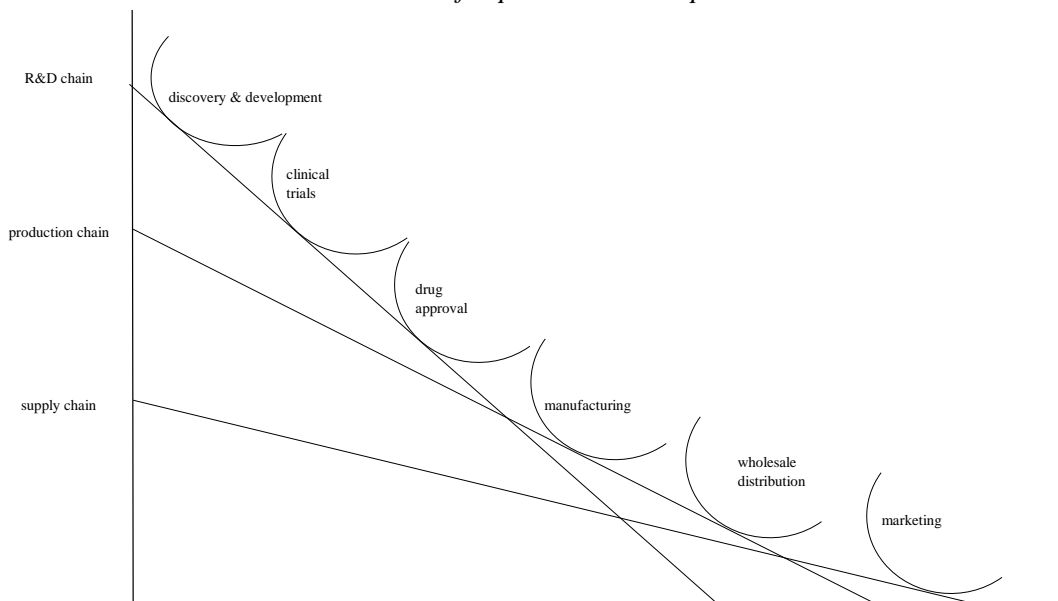 R&D chain
discovery & development
clinical
trials
production chain
drug
approval
supply chain
manufacturing
wholesale
distribution
marketing